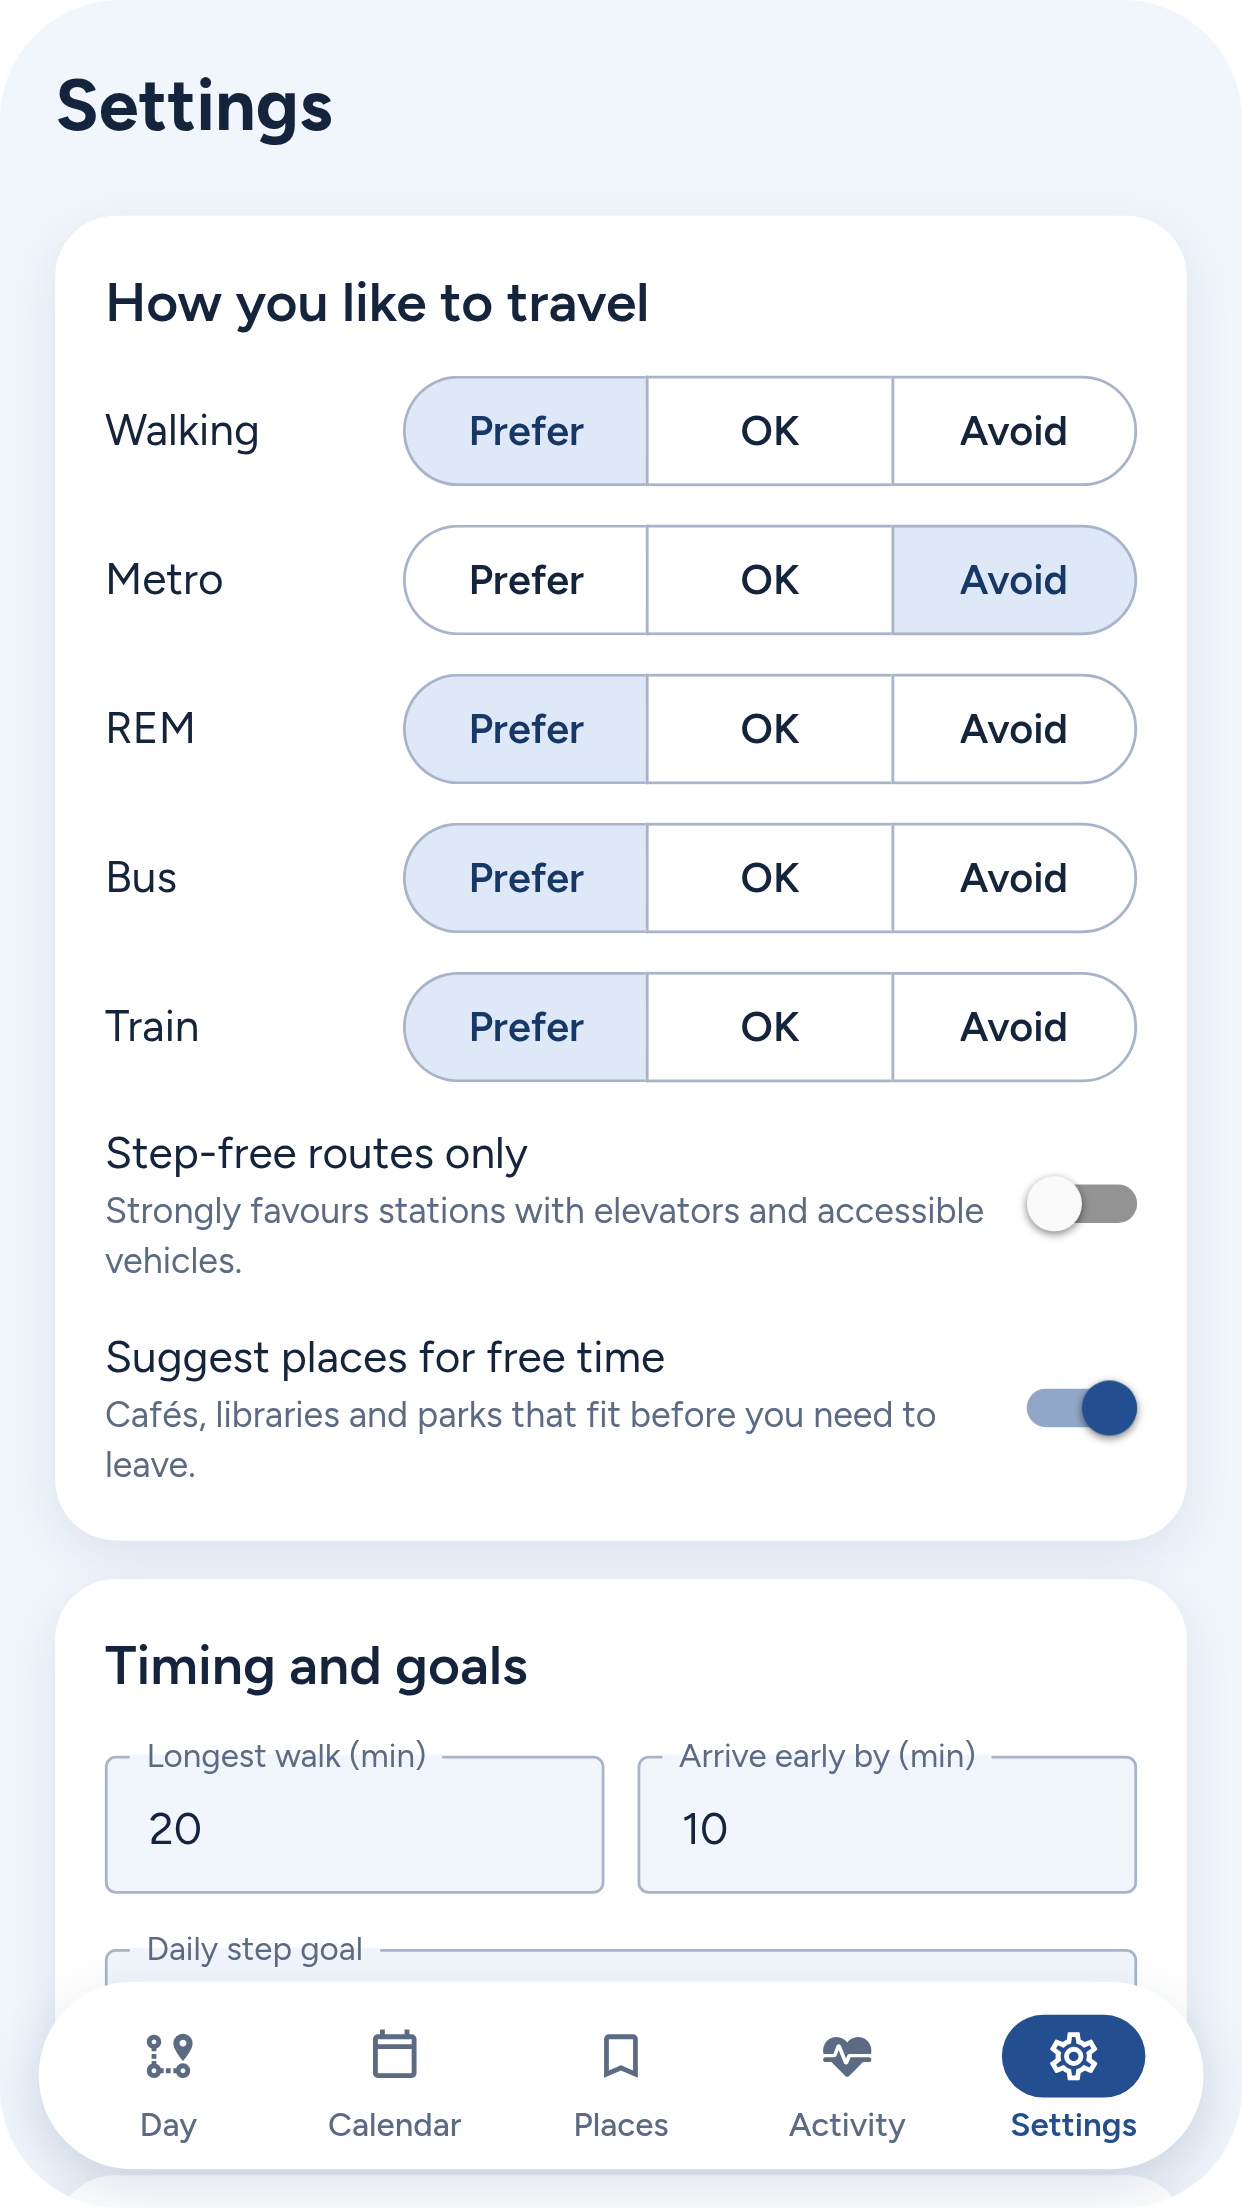 Settings
How you like to travel
Walking Prefer OK Avoid
Metro Prefer OK Avoid
REM Prefer OK Avoid
Bus Prefer OK Avoid
Train Prefer OK Avoid
Step-free routes only
Strongly favours stations with elevators and accessible
vehicles.
Suggest places for free time
Cafés, libraries and parks that fit before you need to
leave.
Timing and goals
Longest walk (min) Arrive early by (min)
20 10
Daily step goal
Day Calendar Places Activity Settings